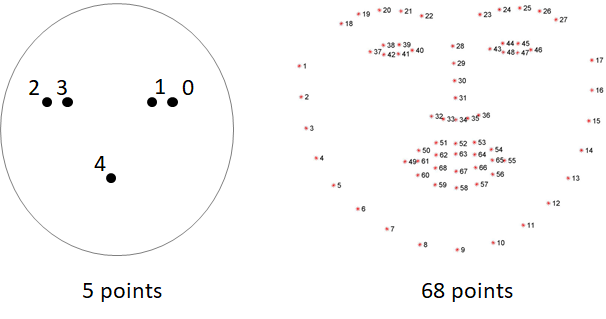 2 3 1 0
4
5 points
19 20 21 22 23 24 25 26
18 27
38 39 28 44 45
37 42 41 40 43 48 47 46
29 17
1
30
2 31 16
32 33 34 35 36
3 15
51 52 53
50 62 63 64 54 14
4 49 61 65 55
68 67 66
60 56 13
5 59 58 57
12
6
7 11
8 9 10
68 points